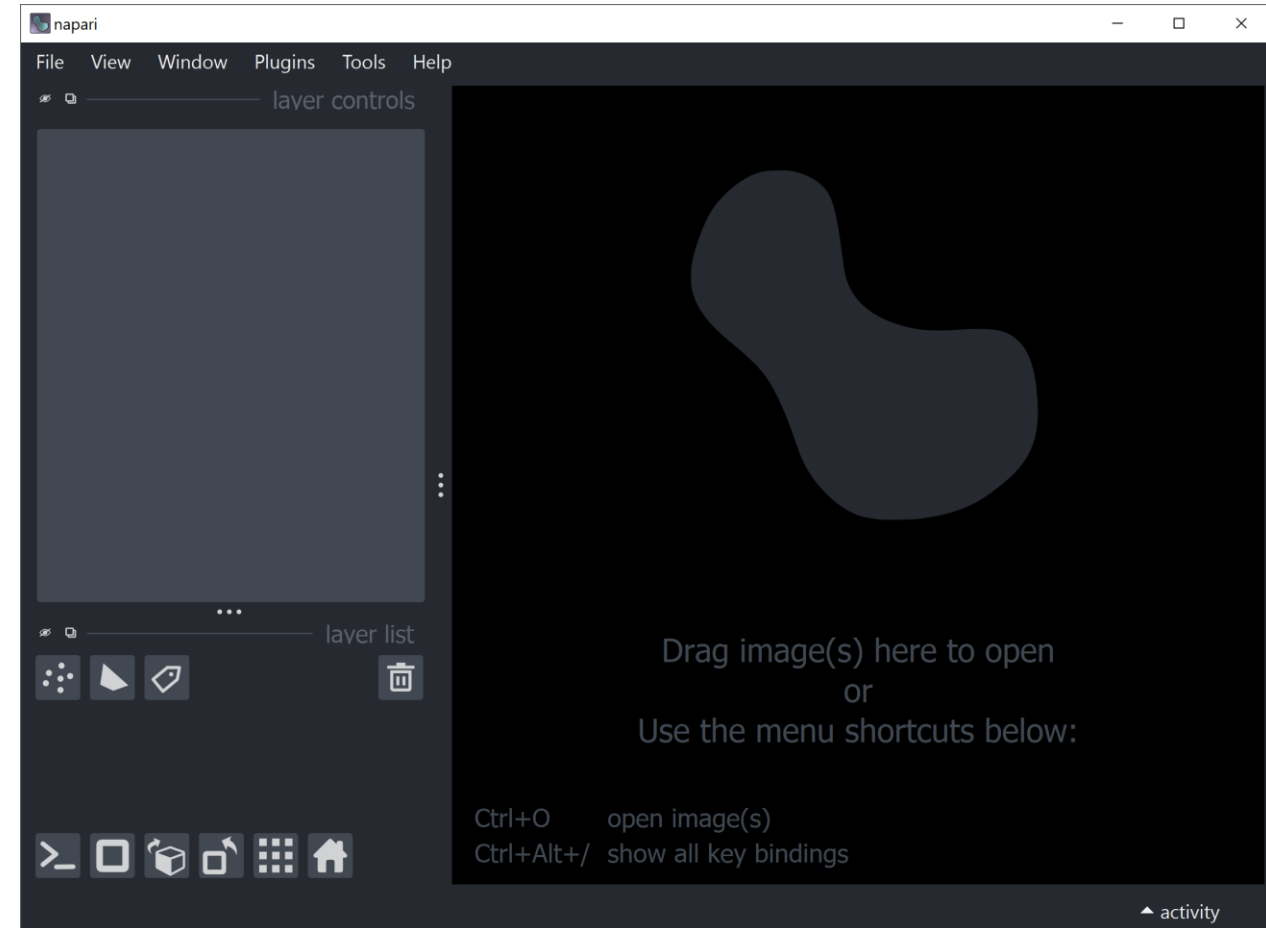 napari
File View Window Plugins Tools Help
layer controls
layer list
Drag image(s) here to open
or
Use the menu shortcuts below:
Ctrl+O open image(s)
Ctrl+Alt+/ show all key bindings
activity